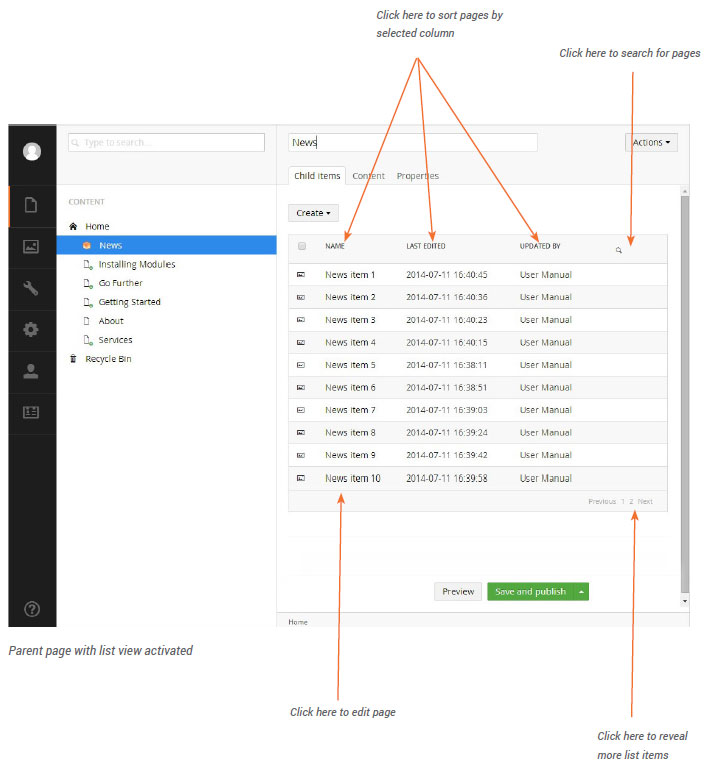 Click here to sort pages by
selected column
Click here to search for pages
Type to search...
News
Actions
Child items Content Properties
CONTENT
Home
News
Installing Modules
Go Further
Getting Started
About
Services
Recycle Bin
Create
NAME LAST EDITED UPDATED BY
News item 1 2014-07-11 16:40:45 User Manual
News item 2 2014-07-11 16:40:36 User Manual
News item 3 2014-07-11 16:40:23 User Manual
News item 4 2014-07-11 16:40:15 User Manual
News item 5 2014-07-11 16:38:11 User Manual
News item 6 2014-07-11 16:38:51 User Manual
News item 7 2014-07-11 16:39:03 User Manual
News item 8 2014-07-11 16:39:24 User Manual
News item 9 2014-07-11 16:39:42 User Manual
News item 10 2014-07-11 16:39:58 User Manual
Previous 1 2 Next
Preview Save and publish
Home
Parent page with list view activated
Click here to edit page
Click here to reveal
more list items